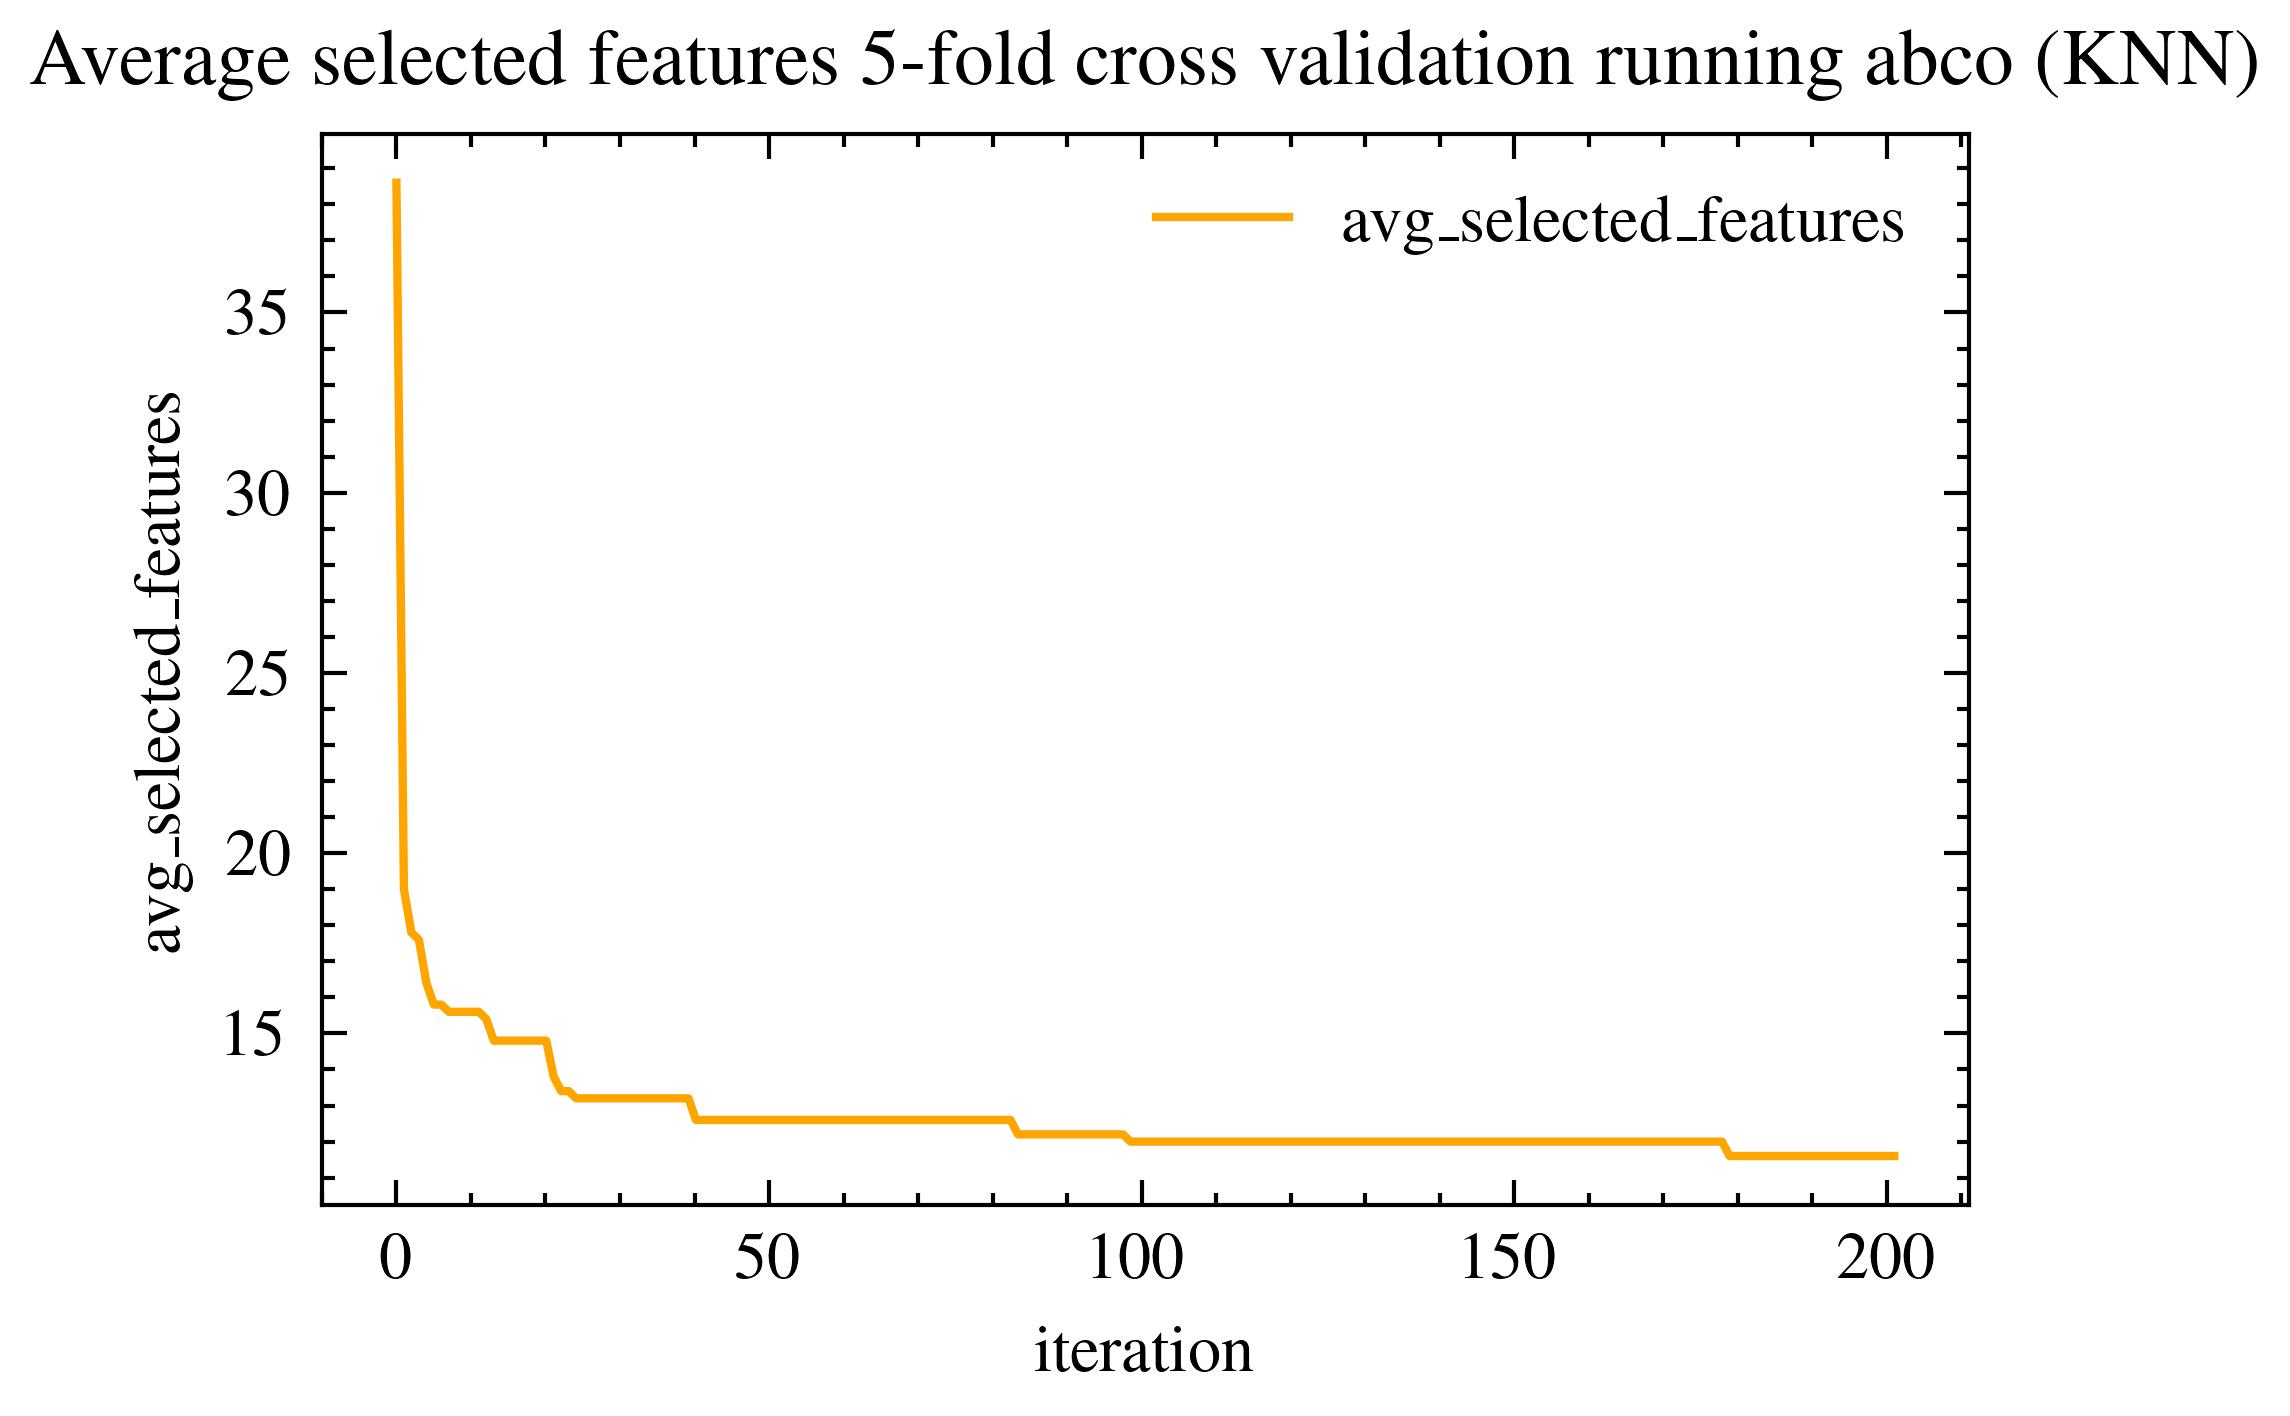 Average selected features 5-fold cross validation running abco (KNN)
avg_selected_features
avg_selected_features
35
30
25
20
15
0 50 100 150 200
iteration